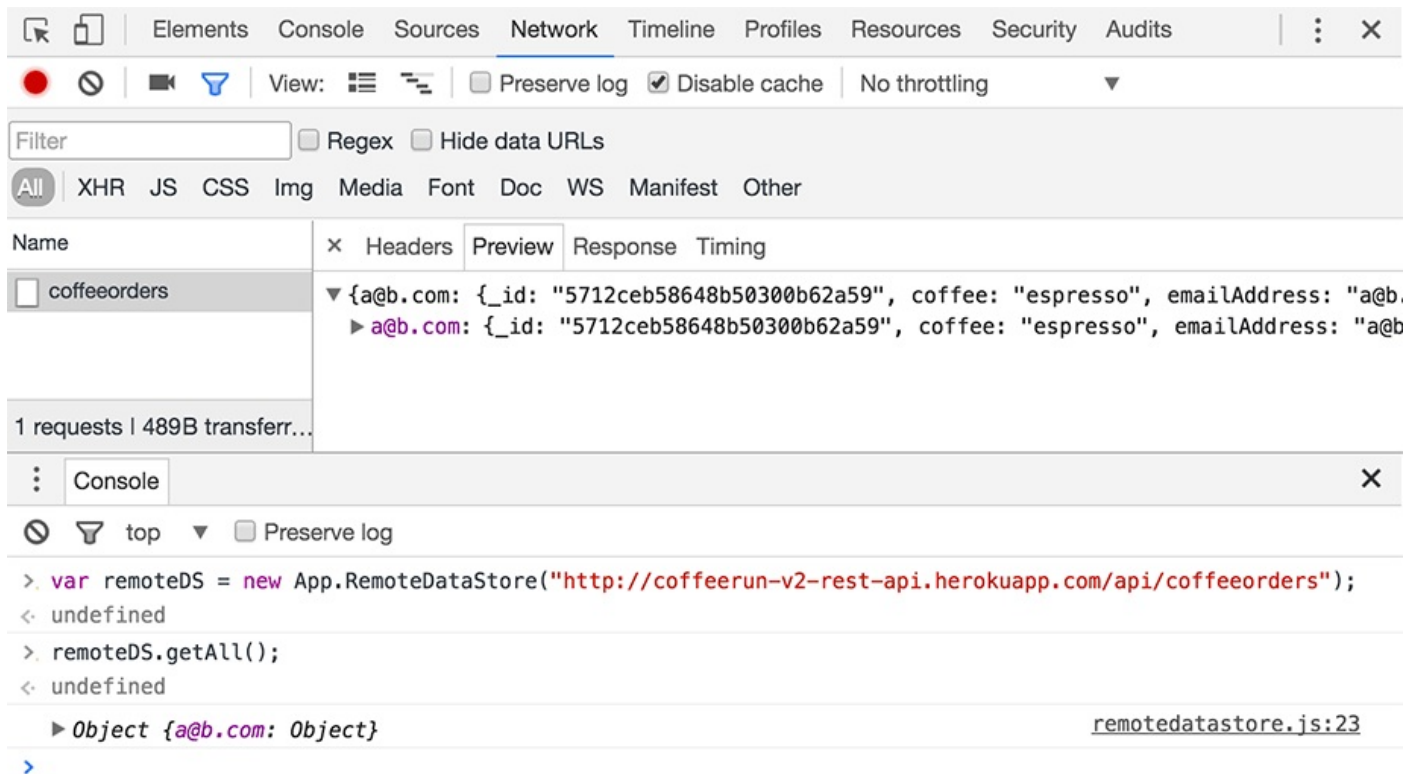 Elements Console Sources Network Timeline Profiles Resources Security Audits
View: Preserve log Disable cache No throttling
Filter Regex Hide data URLs
All XHR JS CSS Img Media Font Doc WS Manifest Other
Name
coffeeorders
1 requests | 489B transferr...
× Headers Preview Response Timing
▼{a@b.com: {_id: "5712ceb58648b50300b62a59", coffee: "espresso", emailAddress: "a@b.
▶a@b.com: {_id: "5712ceb58648b50300b62a59", coffee: "espresso", emailAddress: "a@b
Console
top ▼ Preserve log
> var remoteDS = new App.RemoteDataStore("http://coffeerun-v2-rest-api.herokuapp.com/api/coffeeorders");
< undefined
> remoteDS.getAll();
< undefined
▶Object {a@b.com: Object} remotedatastore.js:23
>